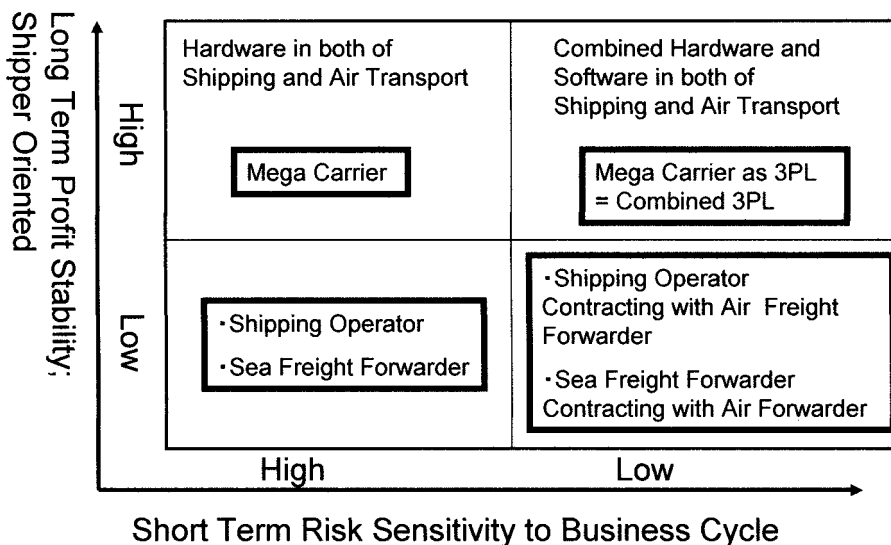 Long Term Profit Stability;
Shipper Oriented
High
Low
Hardware in both of
Shipping and Air Transport
Mega Carrier
Combined Hardware and
Software in both of
Shipping and Air Transport
Mega Carrier as 3PL
= Combined 3PL
・Shipping Operator
・Sea Freight Forwarder
・Shipping Operator
Contracting with Air Freight
Forwarder
・Sea Freight Forwarder
Contracting with Air Forwarder
High
Low
Short Term Risk Sensitivity to Business Cycle